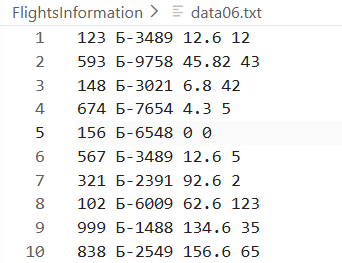 FlightsInformation > data06.txt
1 123 Б-3489 12.6 12
2 593 Б-9758 45.82 43
3 148 Б-3021 6.8 42
4 674 Б-7654 4.3 5
5 156 Б-6548 0 0
6 567 Б-3489 12.6 5
7 321 Б-2391 92.6 2
8 102 Б-6009 62.6 123
9 999 Б-1488 134.6 35
10 838 Б-2549 156.6 65